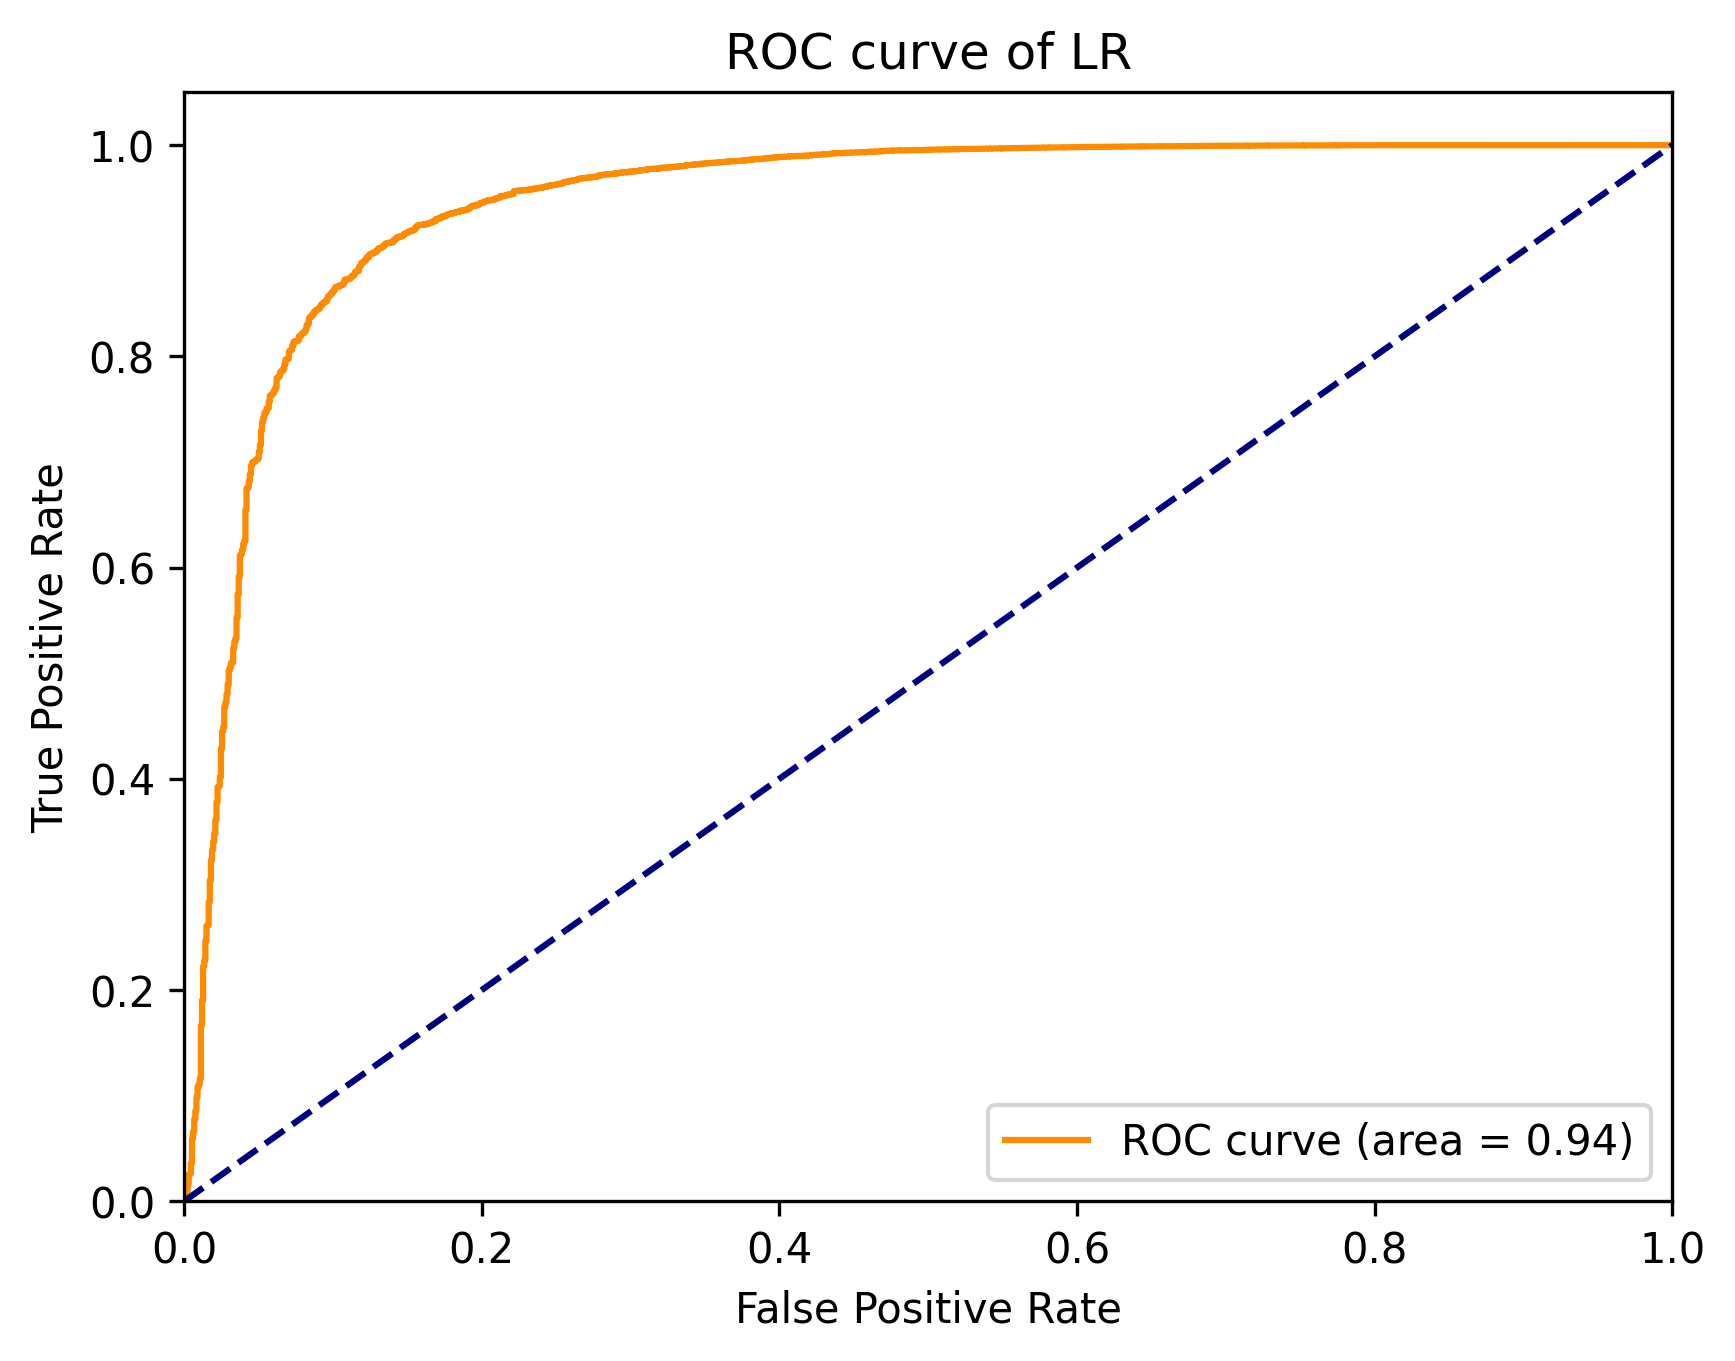 ROC curve of LR
True Positive Rate
1.0
0.8
0.6
0.4
0.2
0.0
ROC curve (area = 0.94)
0.0 0.2 0.4 0.6 0.8 1.0
False Positive Rate